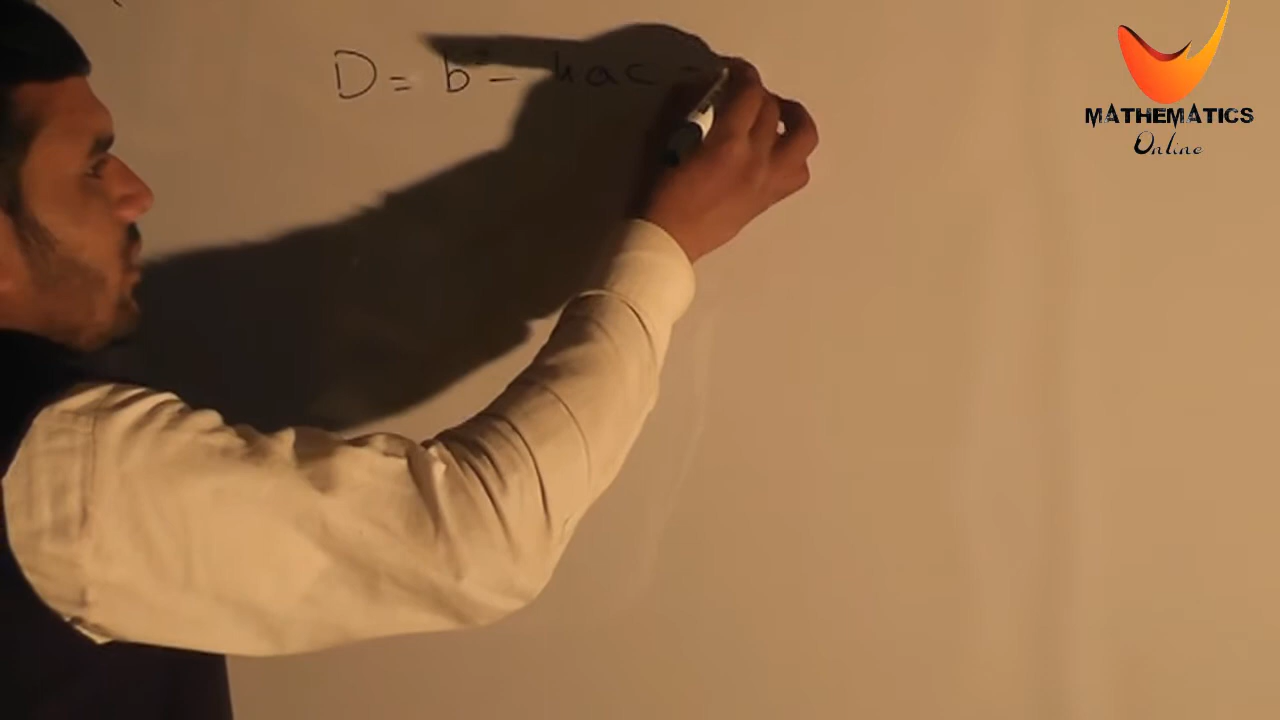 D = b² - 4ac -
MATHEMATICS
Online